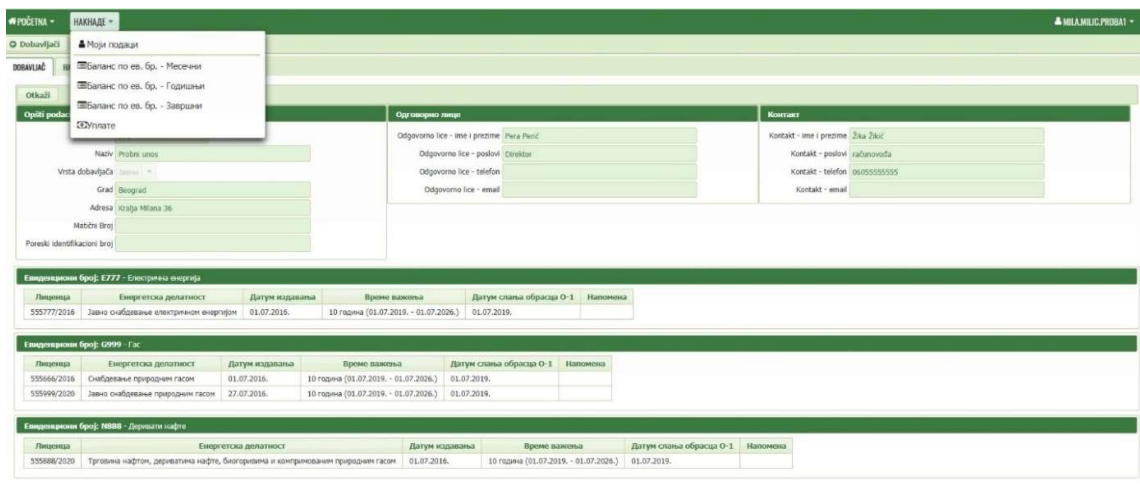 POČETNA НАКНАДЕ MILA.MILIC.PROBA1
Dobavljači
Моји подаци
DOBAVLJAČ
Баланс по ев. бр. - Месечни
Баланс по ев. бр. - Годишњи
Баланс по ев. бр. - Завршни
Уплате
Otkaži
Opšti podac
Naziv Probni unos
Vrsta dobavljača
Grad Beograd
Adresa Kralja Milana 36
Matični Broj
Poreski identifikacioni broj
Одговорно лице
Odgovorno lice - ime i prezime Pera Perić
Odgovorno lice - poslovi Direktor
Odgovorno lice - telefon
Odgovorno lice - email
Контакт
Kontakt - ime i prezime Žika Žikić
Kontakt - poslovi računovođa
Kontakt - telefon 06055555555
Kontakt - email
Евиденциони број: E777 - Електрична енергија
Лиценца Енергетска делатност Датум издавања Време важења Датум слања обрасца О-1 Напомена
555777/2016 Јавно снабдевање електричном енергијом 01.07.2016. 10 година (01.07.2019. - 01.07.2026.) 01.07.2019.
Евиденциони број: G999 - Гас
Лиценца Енергетска делатност Датум издавања Време важења Датум слања обрасца О-1 Напомена
555666/2016 Снабдевање природним гасом 01.07.2016. 10 година (01.07.2019. - 01.07.2026.) 01.07.2019.
555999/2020 Јавно снабдевање природним гасом 27.07.2016. 10 година (01.07.2019. - 01.07.2026.) 01.07.2019.
Евиденциони број: N888 - Деривати нафте
Лиценца Енергетска делатност Датум издавања Време важења Датум слања обрасца О-1 Напомена
555888/2020 Трговина нафтом, дериватима нафте, биогоривима и компримованим природним гасом 01.07.2016. 10 година (01.07.2019. - 01.07.2026.) 01.07.2019.